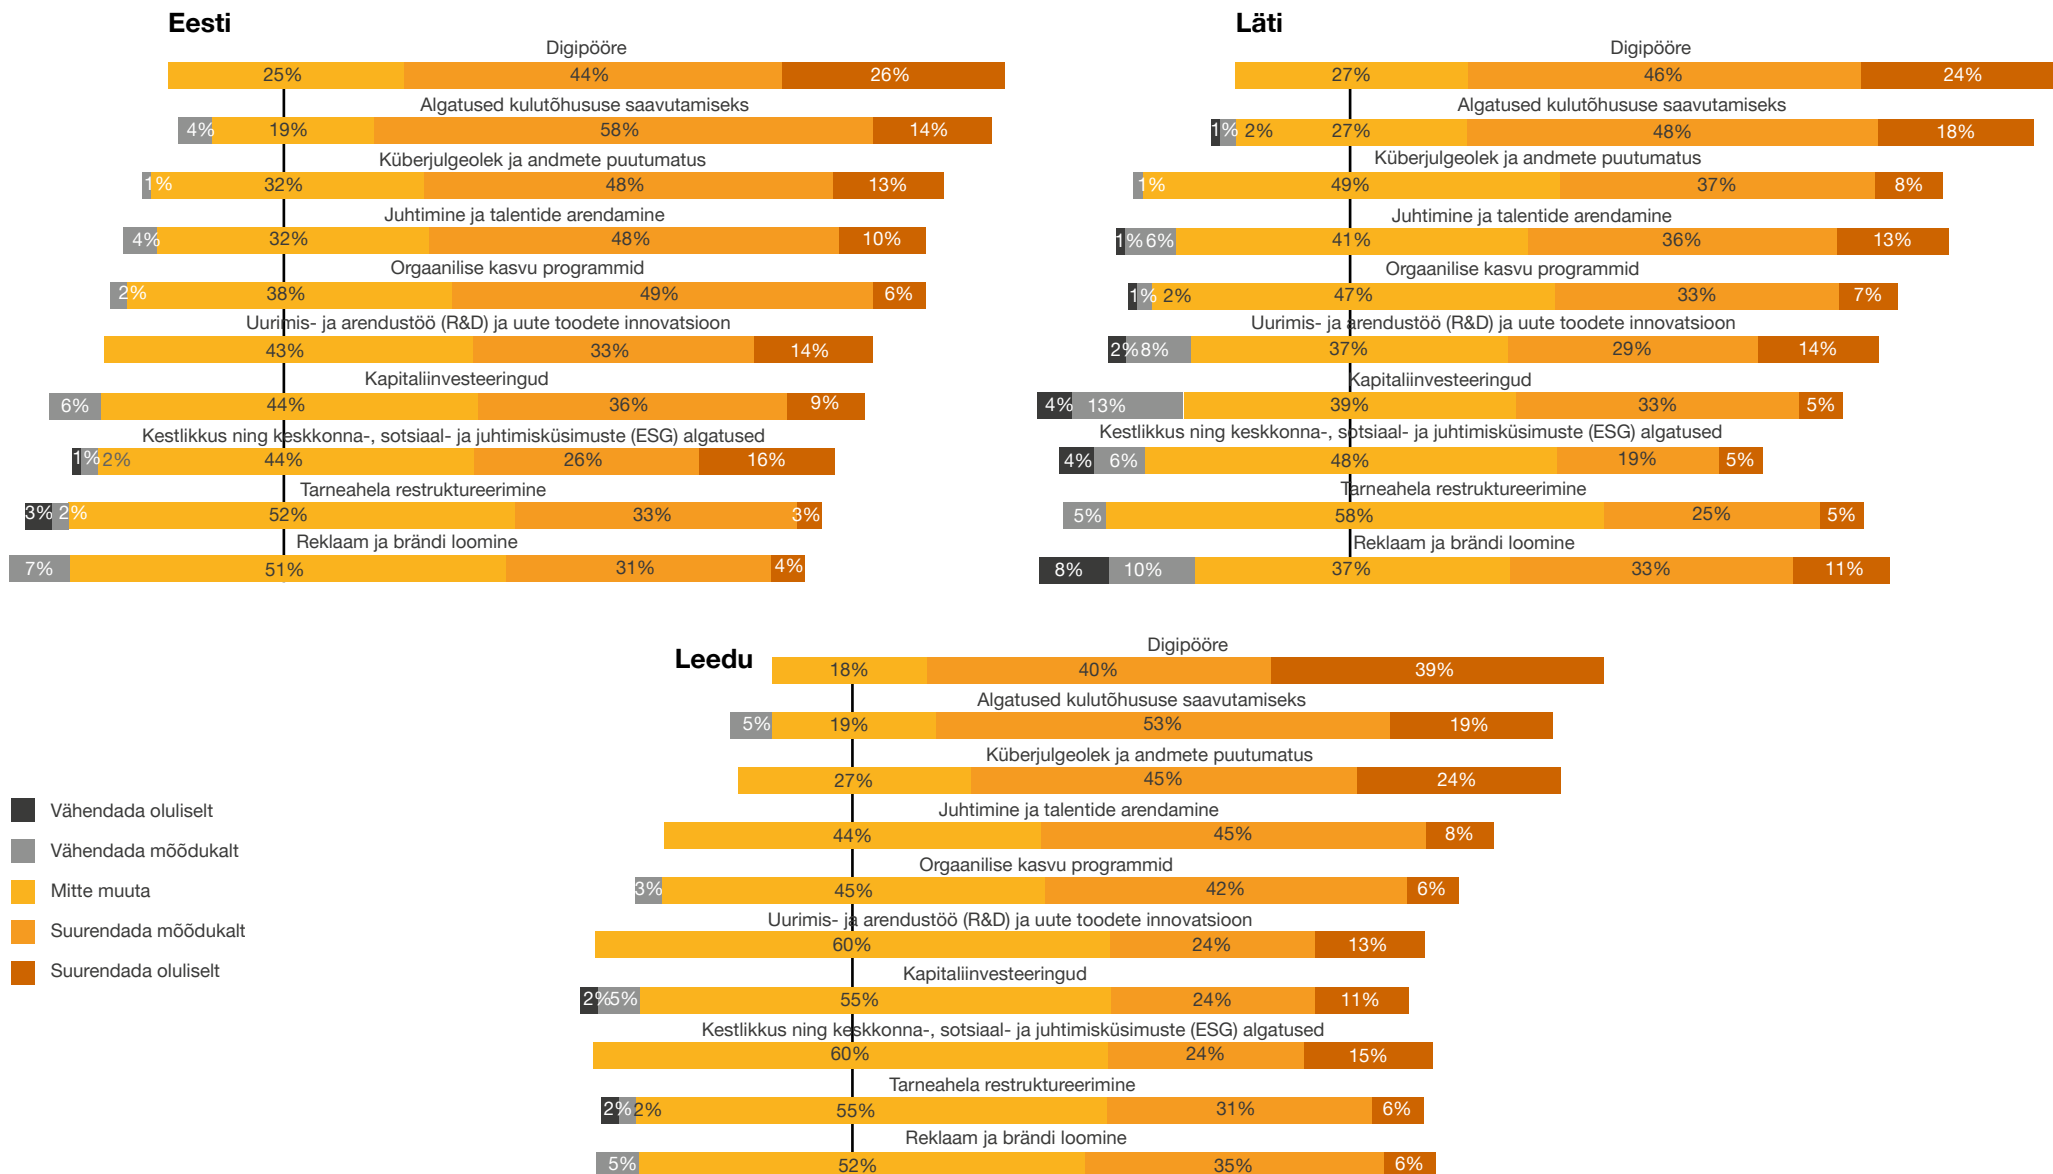 Eesti
Digipööre
25% 44% 26%
Algatused kulutõhususe saavutamiseks
4% 19% 58% 14%
Küberjulgeolek ja andmete puutumatus
1% 32% 48% 13%
Juhtimine ja talentide arendamine
4% 32% 48% 10%
Orgaanilise kasvu programmid
2% 38% 49% 6%
Uurimis- ja arendustöö (R&D) ja uute toodete innovatsioon
43% 33% 14%
Kapitaliinvesteeringud
6% 44% 36% 9%
Kestlikkus ning keskkonna-, sotsiaal- ja juhtimisküsimuste (ESG) algatused
1% 2% 44% 26% 16%
Tarneahela restruktureerimine
3% 2% 52% 33% 3%
Reklaam ja brändi loomine
7% 51% 31% 4%
Läti
Digipööre
27% 46% 24%
Algatused kulutõhususe saavutamiseks
1% 2% 27% 48% 18%
Küberjulgeolek ja andmete puutumatus
1% 49% 37% 8%
Juhtimine ja talentide arendamine
1% 6% 41% 36% 13%
Orgaanilise kasvu programmid
1% 2% 47% 33% 7%
Uurimis- ja arendustöö (R&D) ja uute toodete innovatsioon
2% 8% 37% 29% 14%
Kapitaliinvesteeringud
4% 13% 39% 33% 5%
Kestlikkus ning keskkonna-, sotsiaal- ja juhtimisküsimuste (ESG) algatused
4% 6% 48% 19% 5%
Tarneahela restruktureerimine
5% 58% 25% 5%
Reklaam ja brändi loomine
8% 10% 37% 33% 11%
Leedu
Digipööre
18% 40% 39%
Algatused kulutõhususe saavutamiseks
5% 19% 53% 19%
Küberjulgeolek ja andmete puutumatus
27% 45% 24%
Juhtimine ja talentide arendamine
44% 45% 8%
Orgaanilise kasvu programmid
3% 45% 42% 6%
Uurimis- ja arendustöö (R&D) ja uute toodete innovatsioon
60% 24% 13%
Kapitaliinvesteeringud
2% 5% 55% 24% 11%
Kestlikkus ning keskkonna-, sotsiaal- ja juhtimisküsimuste (ESG) algatused
60% 24% 15%
Tarneahela restruktureerimine
2% 2% 55% 31% 6%
Reklaam ja brändi loomine
5% 52% 35% 6%
Vähendada oluliselt
Vähendada mõõdukalt
Mitte muuta
Suurendada mõõdukalt
Suurendada oluliselt